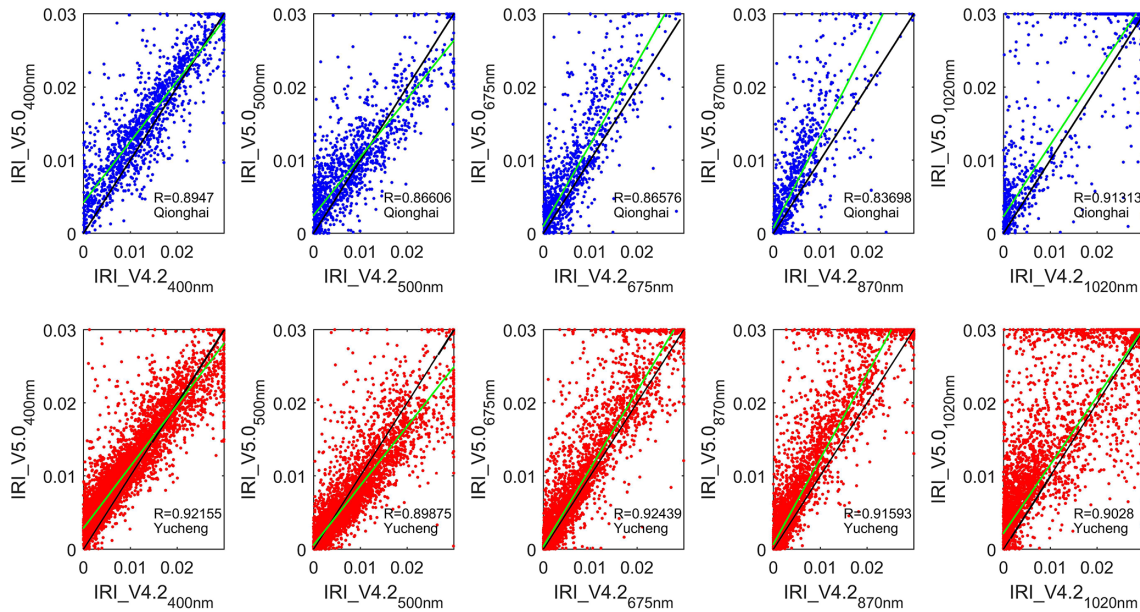 0.03 0.03 0.03 0.03 0.03
IRI_V5.0400nm IRI_V5.0500nm IRI_V5.0675nm IRI_V5.0870nm IRI_V5.01020nm
0.02 0.02 0.02 0.02 0.02
0.01 0.01 0.01 0.01 0.01
R=0.8947 R=0.86606 R=0.86576 R=0.83698 R=0.91313
Qionghai Qionghai Qionghai Qionghai Qionghai
0 0 0 0 0
0 0.01 0.02 0 0.01 0.02 0 0.01 0.02 0 0.01 0.02 0 0.01 0.02
IRI_V4.2400nm IRI_V4.2500nm IRI_V4.2675nm IRI_V4.2870nm IRI_V4.21020nm
0.03 0.03 0.03 0.03 0.03
IRI_V5.0400nm IRI_V5.0500nm IRI_V5.0675nm IRI_V5.0870nm IRI_V5.01020nm
0.02 0.02 0.02 0.02 0.02
0.01 0.01 0.01 0.01 0.01
R=0.92155 R=0.89875 R=0.92439 R=0.91593 R=0.9028
Yucheng Yucheng Yucheng Yucheng Yucheng
0 0 0 0 0
0 0.01 0.02 0 0.01 0.02 0 0.01 0.02 0 0.01 0.02 0 0.01 0.02
IRI_V4.2400nm IRI_V4.2500nm IRI_V4.2675nm IRI_V4.2870nm IRI_V4.21020nm